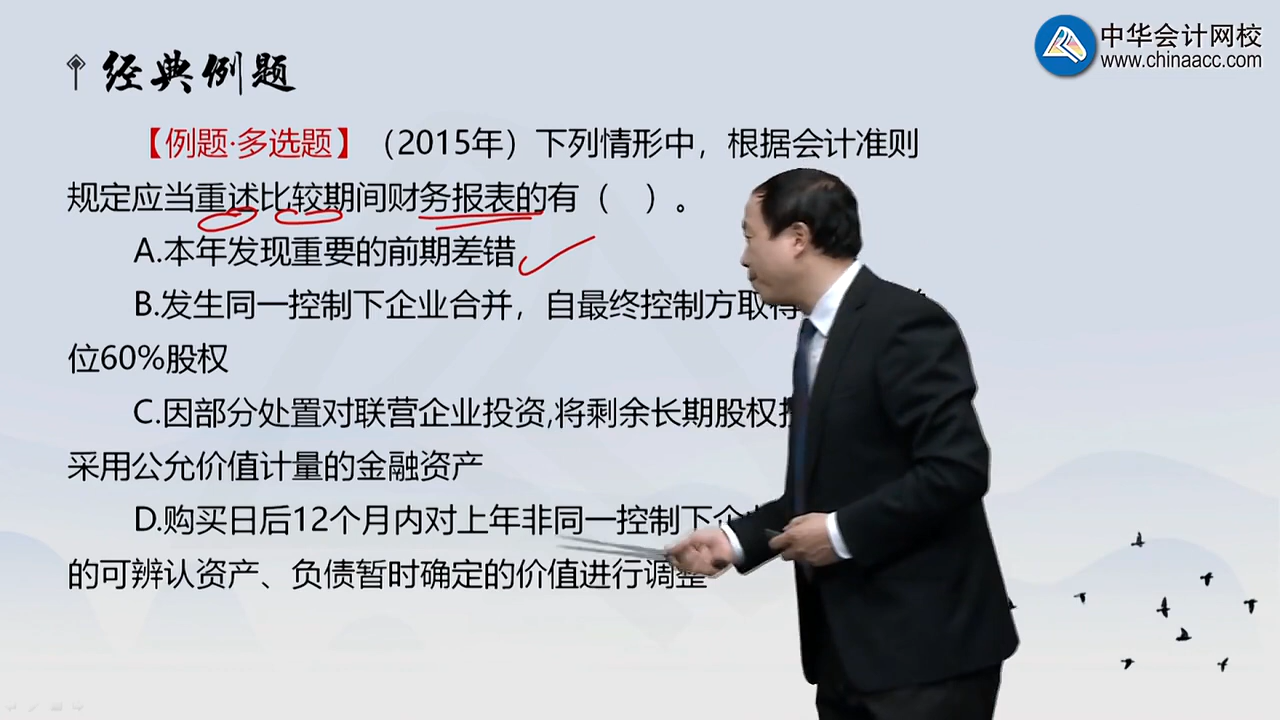 经典例题
中华会计网校
www.chinaacc.com
【例题·多选题】（2015年）下列情形中，根据会计准则
规定应当重述比较期间财务报表的有（　）。
A.本年发现重要的前期差错
B.发生同一控制下企业合并，自最终控制方取得
位60%股权
C.因部分处置对联营企业投资,将剩余长期股权
采用公允价值计量的金融资产
D.购买日后12个月内对上年非同一控制下企
的可辨认资产、负债暂时确定的价值进行调整